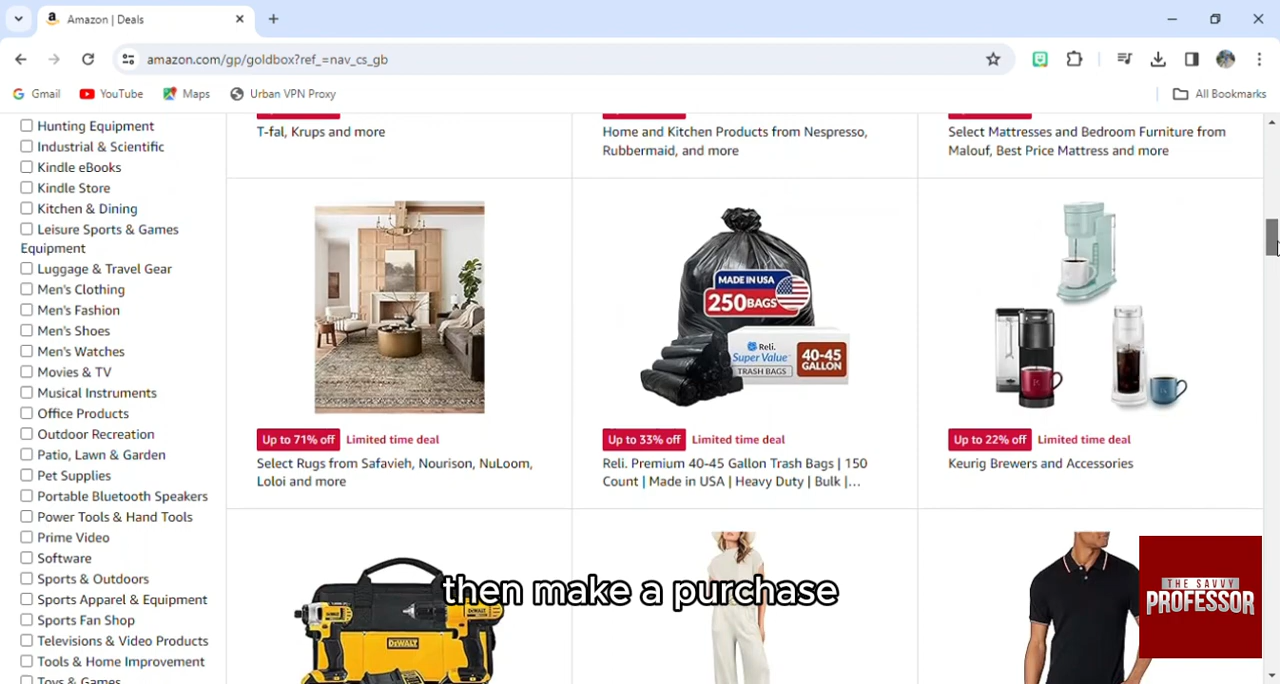 Amazon | Deals
amazon.com/gp/goldbox?ref_=nav_cs_gb
Gmail
YouTube
Maps
Urban VPN Proxy
All Bookmarks
Hunting Equipment
Industrial & Scientific
Kindle eBooks
Kindle Store
Kitchen & Dining
Leisure Sports & Games
Equipment
Luggage & Travel Gear
Men's Clothing
Men's Fashion
Men's Shoes
Men's Watches
Movies & TV
Musical Instruments
Office Products
Outdoor Recreation
Patio, Lawn & Garden
Pet Supplies
Portable Bluetooth Speakers
Power Tools & Hand Tools
Prime Video
Software
Sports & Outdoors
Sports Apparel & Equipment
Sports Fan Shop
Televisions & Video Products
Tools & Home Improvement
Toys & Games
T-fal, Krups and more
Home and Kitchen Products from Nespresso,
Rubbermaid, and more
Select Mattresses and Bedroom Furniture from
Malouf, Best Price Mattress and more
MADE IN USA
250 BAGS
Reli.
Super Value
TRASH BAGS
40-45
GALLON
Up to 71% off Limited time deal
Select Rugs from Safavieh, Nourison, NuLoom,
Loloi and more
Up to 33% off Limited time deal
Reli. Premium 40-45 Gallon Trash Bags | 150
Count | Made in USA | Heavy Duty | Bulk |...
Up to 22% off Limited time deal
Keurig Brewers and Accessories
DEWALT
then make a purchase
THE SAVVY
PROFESSOR